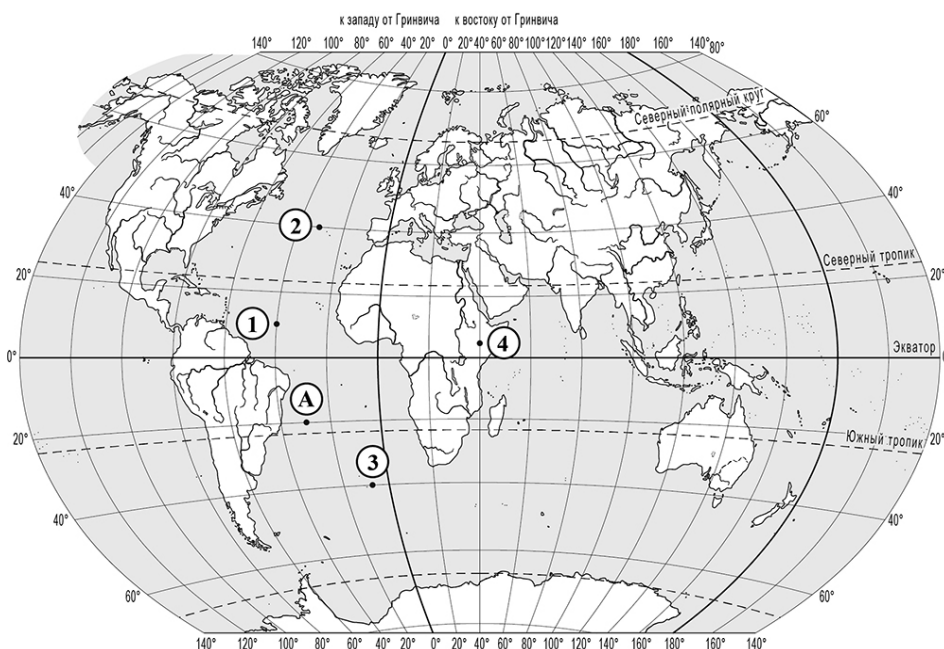 к западу от Гринвича к востоку от Гринвича
140° 120° 100° 80° 60° 40° 20° 0° 20° 40° 60° 80° 100° 120° 140° 160° 180° 160° 140° 80°
Северный полярный круг
60°
40° 40°
2
Северный тропик
20° 20°
1
4
Экватор
0°
А
20° 20°
Южный тропик
3
40° 40°
60° 60°
140° 120° 100° 80° 60° 40° 20° 0° 20° 40° 60° 80° 100° 120° 140° 160° 180° 160° 140°